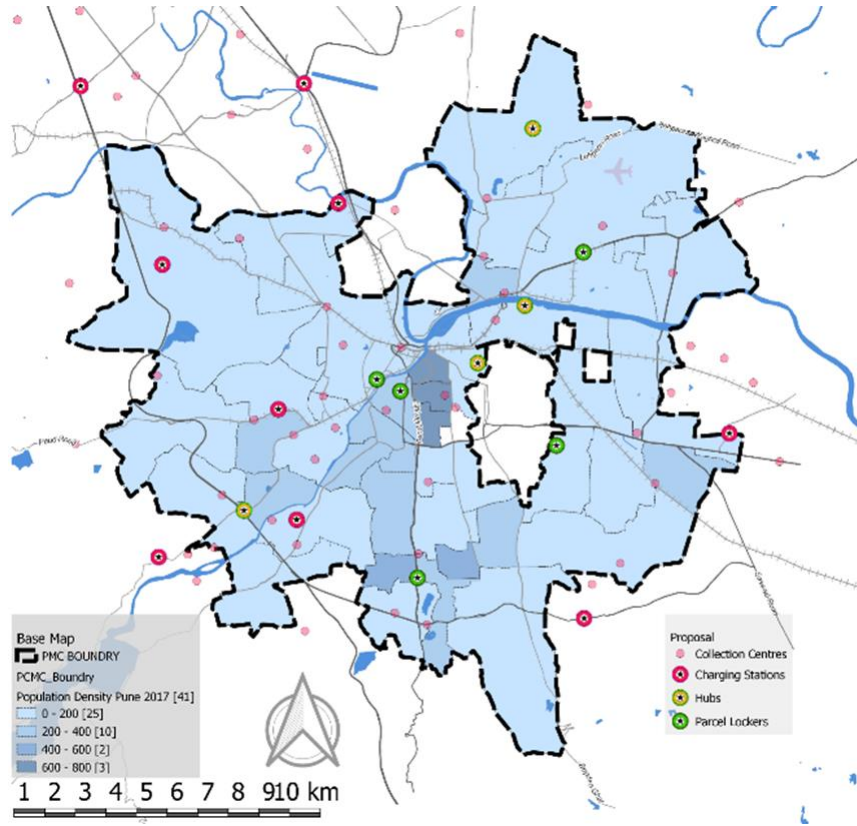 Paud Road
Base Map
PMC BOUNDRY
PCMC_Boundry
Population Density Pune 2017 [41]
0 - 200 [25]
200 - 400 [10]
400 - 600 [2]
600 - 800 [3]
1 2 3 4 5 6 7 8 910 km
Proposal
Collection Centres
Charging Stations
Hubs
Parcel Lockers